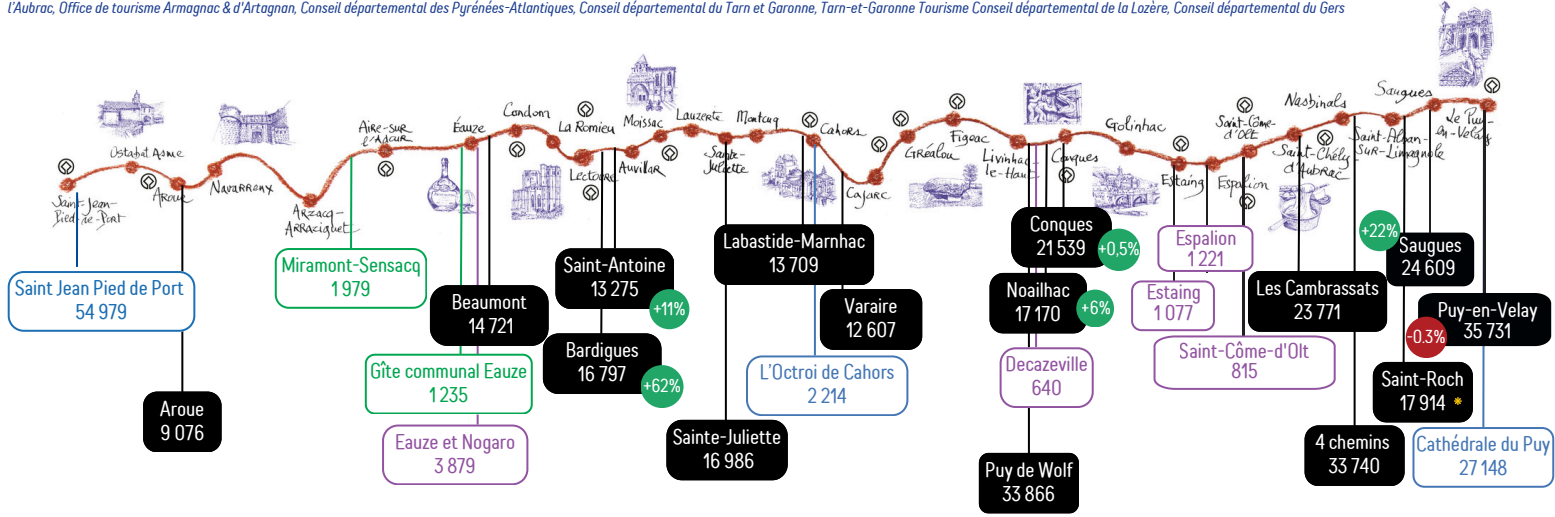 l'Aubrac, Office de tourisme Armagnac & d'Artagnan, Conseil départemental des Pyrénées-Atlantiques, Conseil départemental du Tarn et Garonne, Tarn-et-Garonne Tourisme Conseil départemental de la Lozère, Conseil départemental du Gers
Saint-Jean-
Pied-de-Port
Ostabat Asme
Aroue
Navarrenx
Arzacq-
Arraziguet
Aire-sur
l'Adour
Éauze
Condom
La Romieu
Lectoure
Auvillar
Moissac
Lauzerte
Sainte-
Juliette
Montcuq
Cahors
Cajarc
Gréalou
Figeac
Livinhac-
le-Haut
Conques
Golinhac
Estaing
Espalion
Saint-Côme-
d'Olt
Saint-Chély
d'Aubrac
Nasbinals
Saint-Alban-
sur-Limagnole
Saugues
Le Puy-
en-Velay
Saint Jean Pied de Port
54 979
Aroue
9 076
Miramont-Sensacq
1 979
Gîte communal Eauze
1 235
Eauze et Nogaro
3 879
Beaumont
14 721
Saint-Antoine
13 275
+11%
Bardigues
16 797
+62%
Sainte-Juliette
16 986
Labastide-Marnhac
13 709
L'Octroi de Cahors
2 214
Varaire
12 607
Conques
21 539
+0,5%
Noailhac
17 170
+6%
Decazeville
640
Puy de Wolf
33 866
Espalion
1 221
Estaing
1 077
Saint-Côme-d'Olt
815
Les Cambrassats
23 771
4 chemins
33 740
+22%
Saugues
24 609
-0.3%
Saint-Roch
17 914 *
Puy-en-Velay
35 731
Cathédrale du Puy
27 148